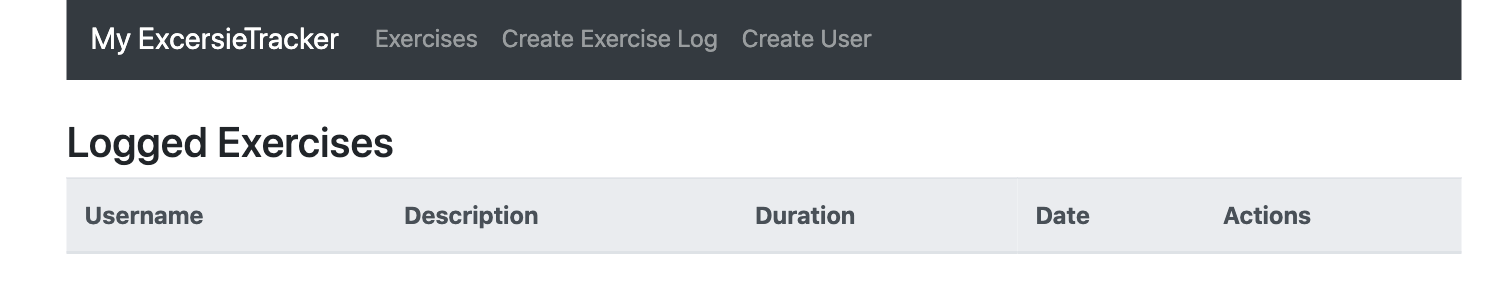 My ExcersieTracker Exercises Create Exercise Log Create User
Logged Exercises
Username Description Duration Date Actions